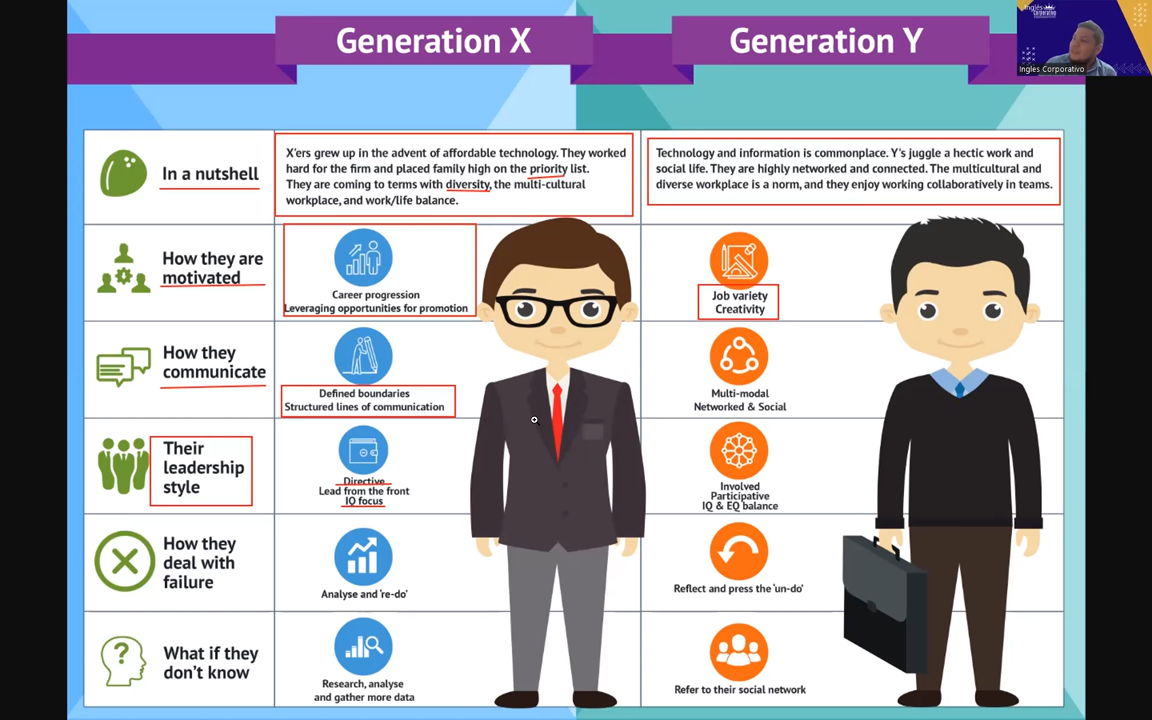 Generation X
Generation Y
Inglés
Corporativo
Ingles Corporativo
In a nutshell
X'ers grew up in the advent of affordable technology. They worked
hard for the firm and placed family high on the priority list.
They are coming to terms with diversity, the multi-cultural
workplace, and work/life balance.
Technology and information is commonplace. Y's juggle a hectic work and
social life. They are highly networked and connected. The multicultural and
diverse workplace is a norm, and they enjoy working collaboratively in teams.
How they are
motivated
Career progression
Leveraging opportunities for promotion
Job variety
Creativity
How they
communicate
Defined boundaries
Structured lines of communication
Multi-modal
Networked & Social
Their
leadership
style
Directive
Lead from the front
IQ focus
Involved
Participative
IQ & EQ balance
How they
deal with
failure
Analyse and 're-do'
Reflect and press the 'un-do'
What if they
don't know
Research, analyse
and gather more data
Refer to their social network